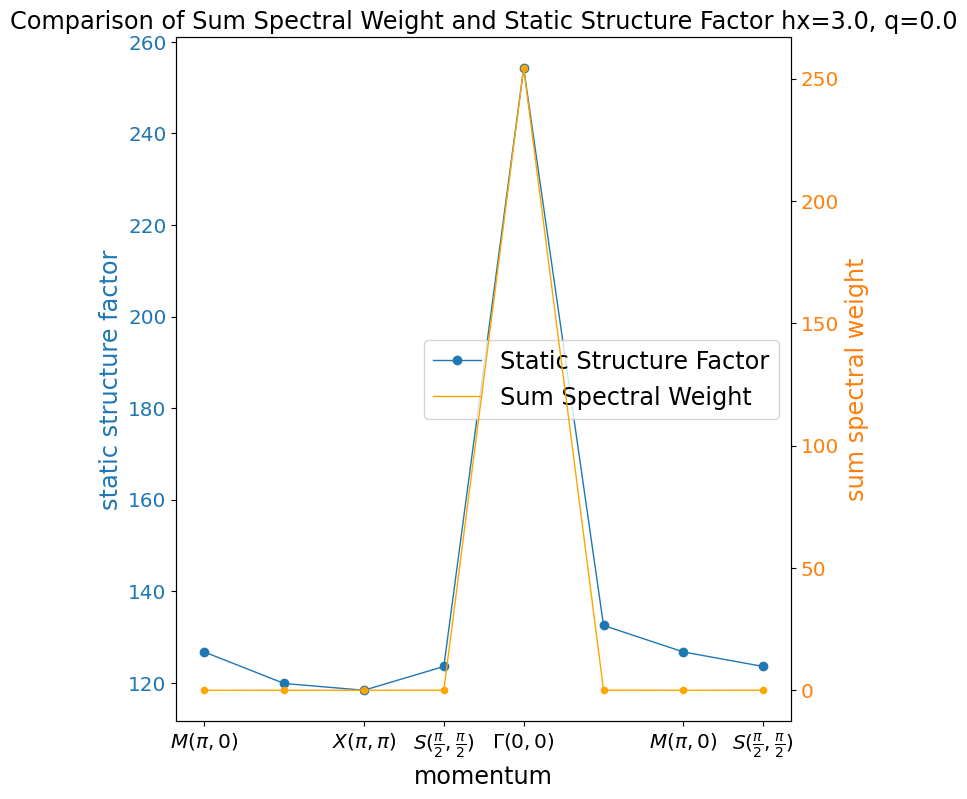 Comparison of Sum Spectral Weight and Static Structure Factor hx=3.0, q=0.0
260
240
220
200
180
160
140
120
static structure factor
250
200
150
100
50
0
sum spectral weight
Static Structure Factor
Sum Spectral Weight
M(π, 0) X(π, π) S(π/2, π/2) Γ(0, 0) M(π, 0) S(π/2, π/2)
momentum